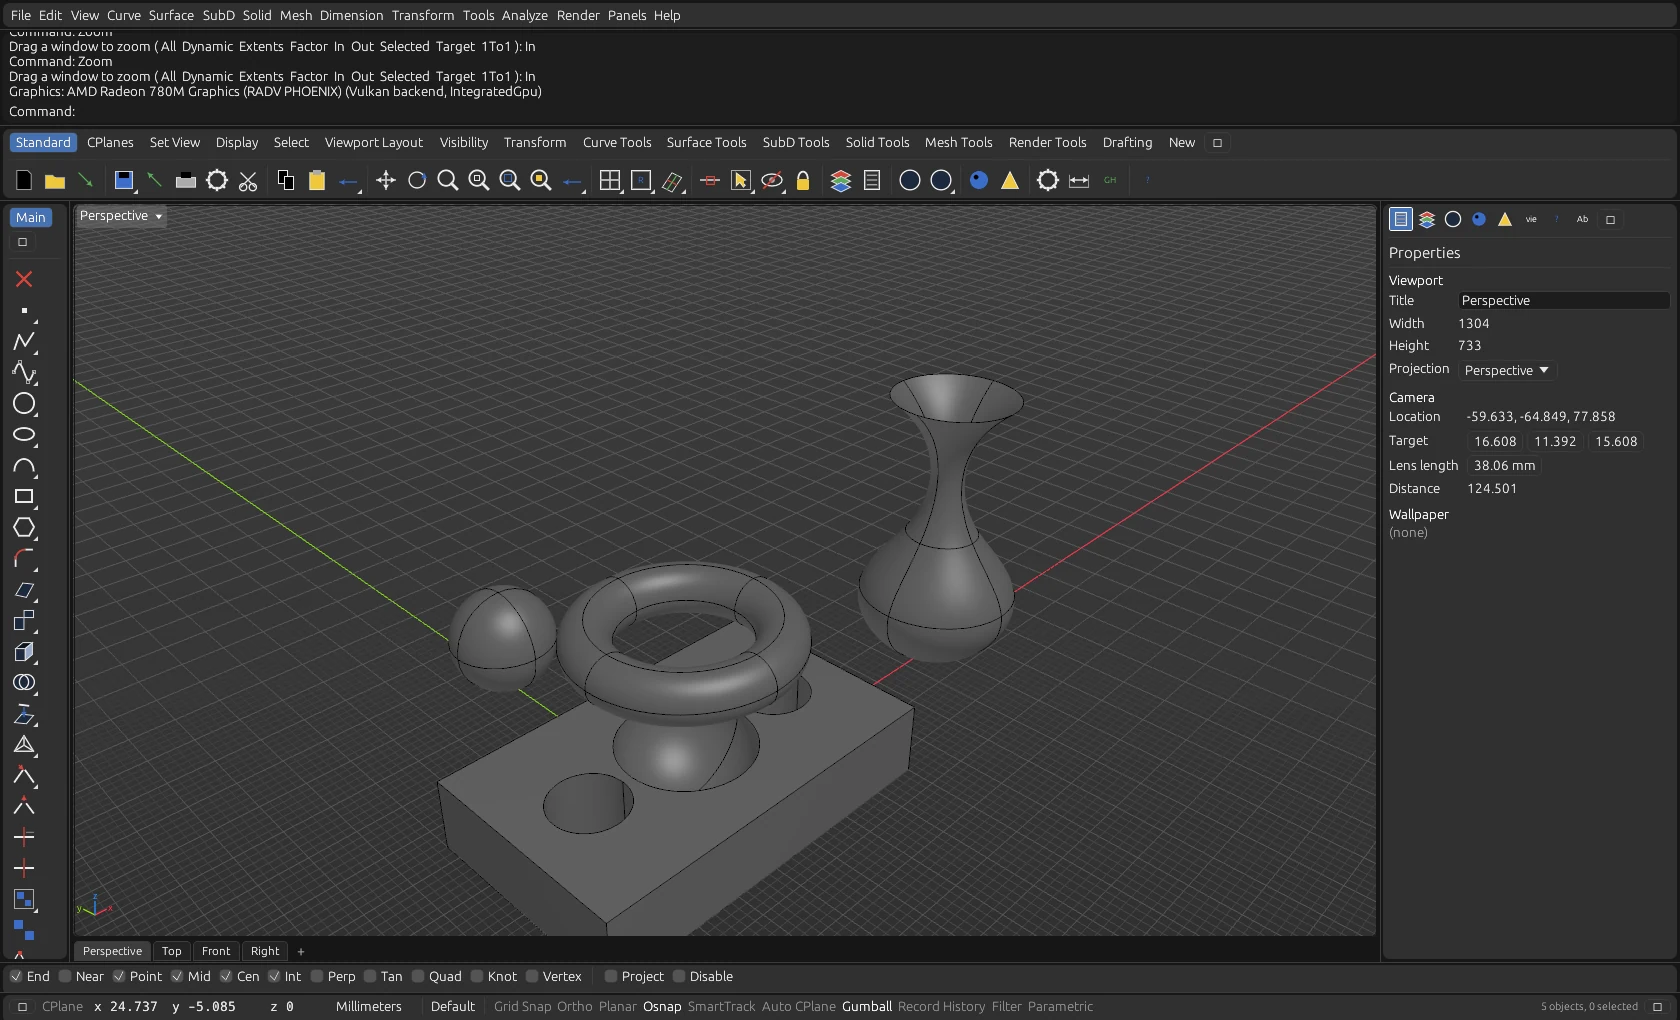 File Edit View Curve Surface SubD Solid Mesh Dimension Transform Tools Analyze Render Panels Help
Command: Zoom
Drag a window to zoom ( All Dynamic Extents Factor In Out Selected Target 1To1 ): In
Command: Zoom
Drag a window to zoom ( All Dynamic Extents Factor In Out Selected Target 1To1 ): In
Graphics: AMD Radeon 780M Graphics (RADV PHOENIX) (Vulkan backend, IntegratedGpu)
Command:
Standard CPlanes Set View Display Select Viewport Layout Visibility Transform Curve Tools Surface Tools SubD Tools Solid Tools Mesh Tools Render Tools Drafting New
R GH ?
Main
Perspective
vie ? Ab
Properties
Viewport
Title Perspective
Width 1304
Height 733
Projection Perspective
Camera
Location -59.633, -64.849, 77.858
Target 16.608 11.392 15.608
Lens length 38.06 mm
Distance 124.501
Wallpaper
(none)
z
y x
Perspective Top Front Right +
End Near Point Mid Cen Int Perp Tan Quad Knot Vertex Project Disable
CPlane x 24.737 y -5.085 z 0 Millimeters Default Grid Snap Ortho Planar Osnap SmartTrack Auto CPlane Gumball Record History Filter Parametric 5 objects, 0 selected